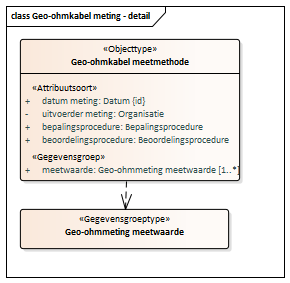 class Geo-ohmkabel meting - detail
«Objecttype»
Geo-ohmkabel meetmethode
«Attribuutsoort»
+ datum meting: Datum {id}
- uitvoerder meting: Organisatie
+ bepalingsprocedure: Bepalingsprocedure
+ beoordelingsprocedure: Beoordelingsprocedure
«Gegevensgroep»
+ meetwaarde: Geo-ohmmeting meetwaarde [1..*]
«Gegevensgroeptype»
Geo-ohmmeting meetwaarde